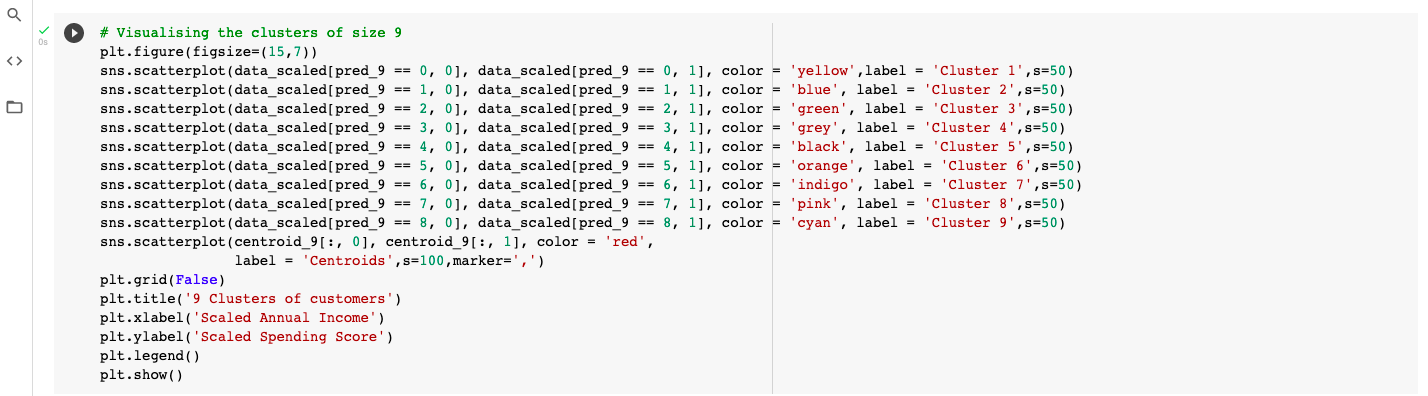 # Visualising the clusters of size 9
0s
plt.figure(figsize=(15,7))
sns.scatterplot(data_scaled[pred_9 == 0, 0], data_scaled[pred_9 == 0, 1], color = 'yellow',label = 'Cluster 1',s=50)
sns.scatterplot(data_scaled[pred_9 == 1, 0], data_scaled[pred_9 == 1, 1], color = 'blue', label = 'Cluster 2',s=50)
sns.scatterplot(data_scaled[pred_9 == 2, 0], data_scaled[pred_9 == 2, 1], color = 'green', label = 'Cluster 3',s=50)
sns.scatterplot(data_scaled[pred_9 == 3, 0], data_scaled[pred_9 == 3, 1], color = 'grey', label = 'Cluster 4',s=50)
sns.scatterplot(data_scaled[pred_9 == 4, 0], data_scaled[pred_9 == 4, 1], color = 'black', label = 'Cluster 5',s=50)
sns.scatterplot(data_scaled[pred_9 == 5, 0], data_scaled[pred_9 == 5, 1], color = 'orange', label = 'Cluster 6',s=50)
sns.scatterplot(data_scaled[pred_9 == 6, 0], data_scaled[pred_9 == 6, 1], color = 'indigo', label = 'Cluster 7',s=50)
sns.scatterplot(data_scaled[pred_9 == 7, 0], data_scaled[pred_9 == 7, 1], color = 'pink', label = 'Cluster 8',s=50)
sns.scatterplot(data_scaled[pred_9 == 8, 0], data_scaled[pred_9 == 8, 1], color = 'cyan', label = 'Cluster 9',s=50)
sns.scatterplot(centroid_9[:, 0], centroid_9[:, 1], color = 'red',
                label = 'Centroids',s=100,marker=',')
plt.grid(False)
plt.title('9 Clusters of customers')
plt.xlabel('Scaled Annual Income')
plt.ylabel('Scaled Spending Score')
plt.legend()
plt.show()